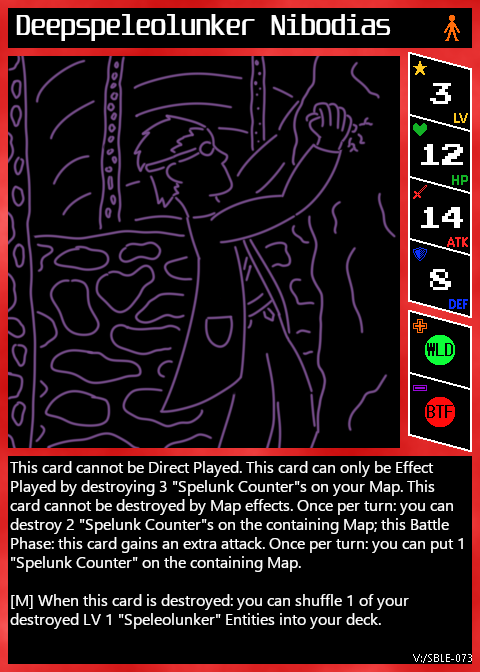 Deepspeleolunker Nibodias
3
LV
12
HP
14
ATK
8
DEF
WLD
BTF
This card cannot be Direct Played. This card can only be Effect
Played by destroying 3 "Spelunk Counter"s on your Map. This
card cannot be destroyed by Map effects. Once per turn: you can
destroy 2 "Spelunk Counter"s on the containing Map; this Battle
Phase: this card gains an extra attack. Once per turn: you can put 1
"Spelunk Counter" on the containing Map.
[M] When this card is destroyed: you can shuffle 1 of your
destroyed LV 1 "Speleolunker" Entities into your deck.
V:/SBLE-073